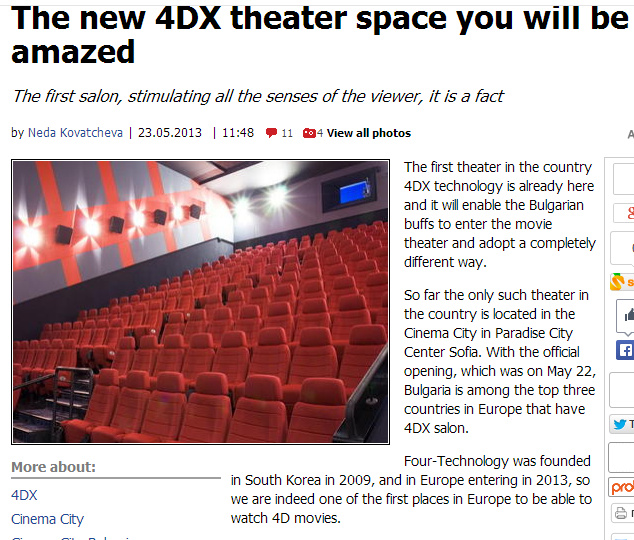 The new 4DX theater space you will be
amazed
The first salon, stimulating all the senses of the viewer, it is a fact
by Neda Kovatcheva | 23.05.2013 | 11:48 11 4 View all photos
The first theater in the country
4DX technology is already here
and it will enable the Bulgarian
buffs to enter the movie
theater and adopt a completely
different way.
So far the only such theater in
the country is located in the
Cinema City in Paradise City
Center Sofia. With the official
opening, which was on May 22,
Bulgaria is among the top three
countries in Europe that have
4DX salon.
Four-Technology was founded
in South Korea in 2009, and in Europe entering in 2013, so
we are indeed one of the first places in Europe to be able to
watch 4D movies.
More about:
4DX
Cinema City